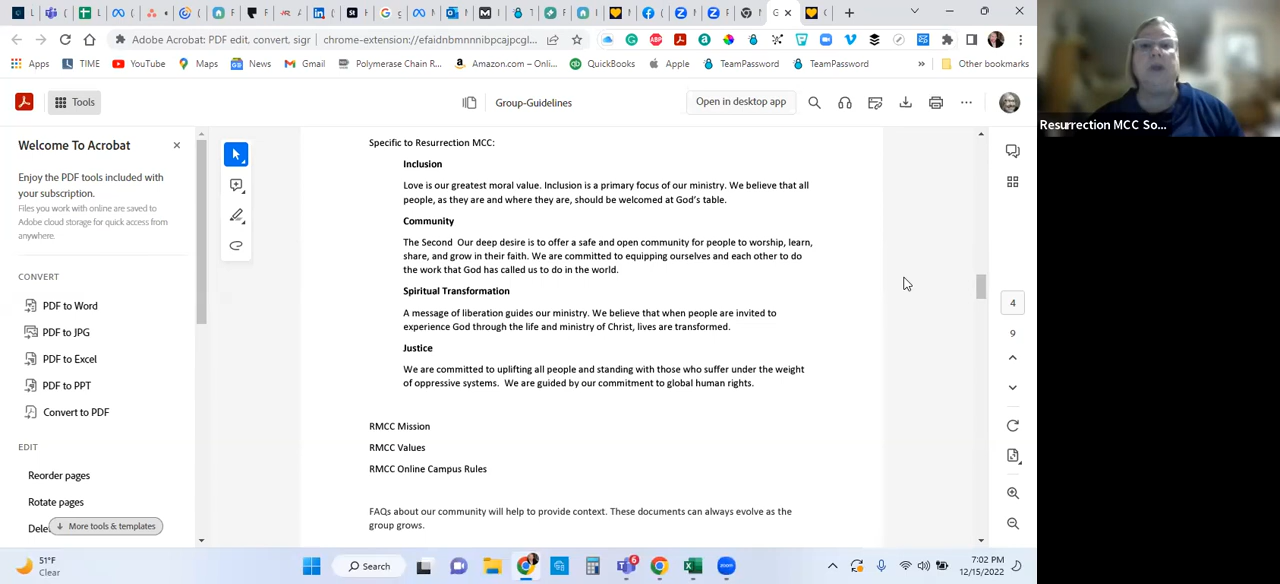 Adobe Acrobat: PDF edit, convert, sigr
chrome-extension://efaidnbmnnnibpcajpcgl...
Apps
TIME
YouTube
Maps
News
Gmail
Polymerase Chain R...
Amazon.com – Onli...
QuickBooks
Apple
TeamPassword
TeamPassword
»
Other bookmarks
Tools
Group-Guidelines
Open in desktop app
Resurrection MCC So...
Welcome To Acrobat
Enjoy the PDF tools included with
your subscription.
Files you work with online are saved to
Adobe cloud storage for quick access from
anywhere.
CONVERT
PDF to Word
PDF to JPG
PDF to Excel
PDF to PPT
Convert to PDF
EDIT
Reorder pages
Rotate pages
Dele
More tools & templates
Specific to Resurrection MCC:
Inclusion
Love is our greatest moral value. Inclusion is a primary focus of our ministry. We believe that all
people, as they are and where they are, should be welcomed at God's table.
Community
The Second Our deep desire is to offer a safe and open community for people to worship, learn,
share, and grow in their faith. We are committed to equipping ourselves and each other to do
the work that God has called us to do in the world.
Spiritual Transformation
A message of liberation guides our ministry. We believe that when people are invited to
experience God through the life and ministry of Christ, lives are transformed.
Justice
We are committed to uplifting all people and standing with those who suffer under the weight
of oppressive systems. We are guided by our commitment to global human rights.
RMCC Mission
RMCC Values
RMCC Online Campus Rules
FAQs about our community will help to provide context. These documents can always evolve as the
group grows.
4
9
51°F
Clear
Search
6
zoom
7:02 PM
12/15/2022